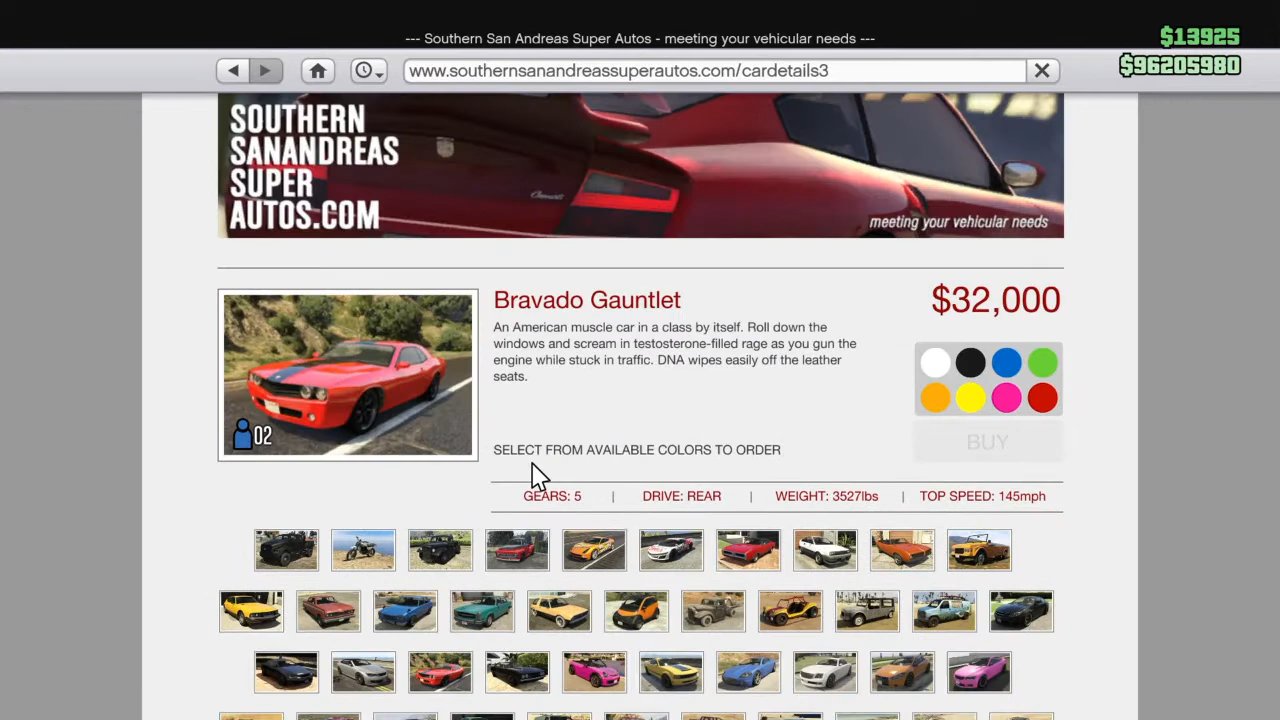 --- Southern San Andreas Super Autos - meeting your vehicular needs ---
$13925
$96205980
www.southernsanandreassuperautos.com/cardetails3
SOUTHERN
SANANDREAS
SUPER
AUTOS.COM
Cheval
meeting your vehicular needs
Bravado Gauntlet
$32,000
An American muscle car in a class by itself. Roll down the
windows and scream in testosterone-filled rage as you gun the
engine while stuck in traffic. DNA wipes easily off the leather
seats.
02
SELECT FROM AVAILABLE COLORS TO ORDER
BUY
GEARS: 5 | DRIVE: REAR | WEIGHT: 3527lbs | TOP SPEED: 145mph